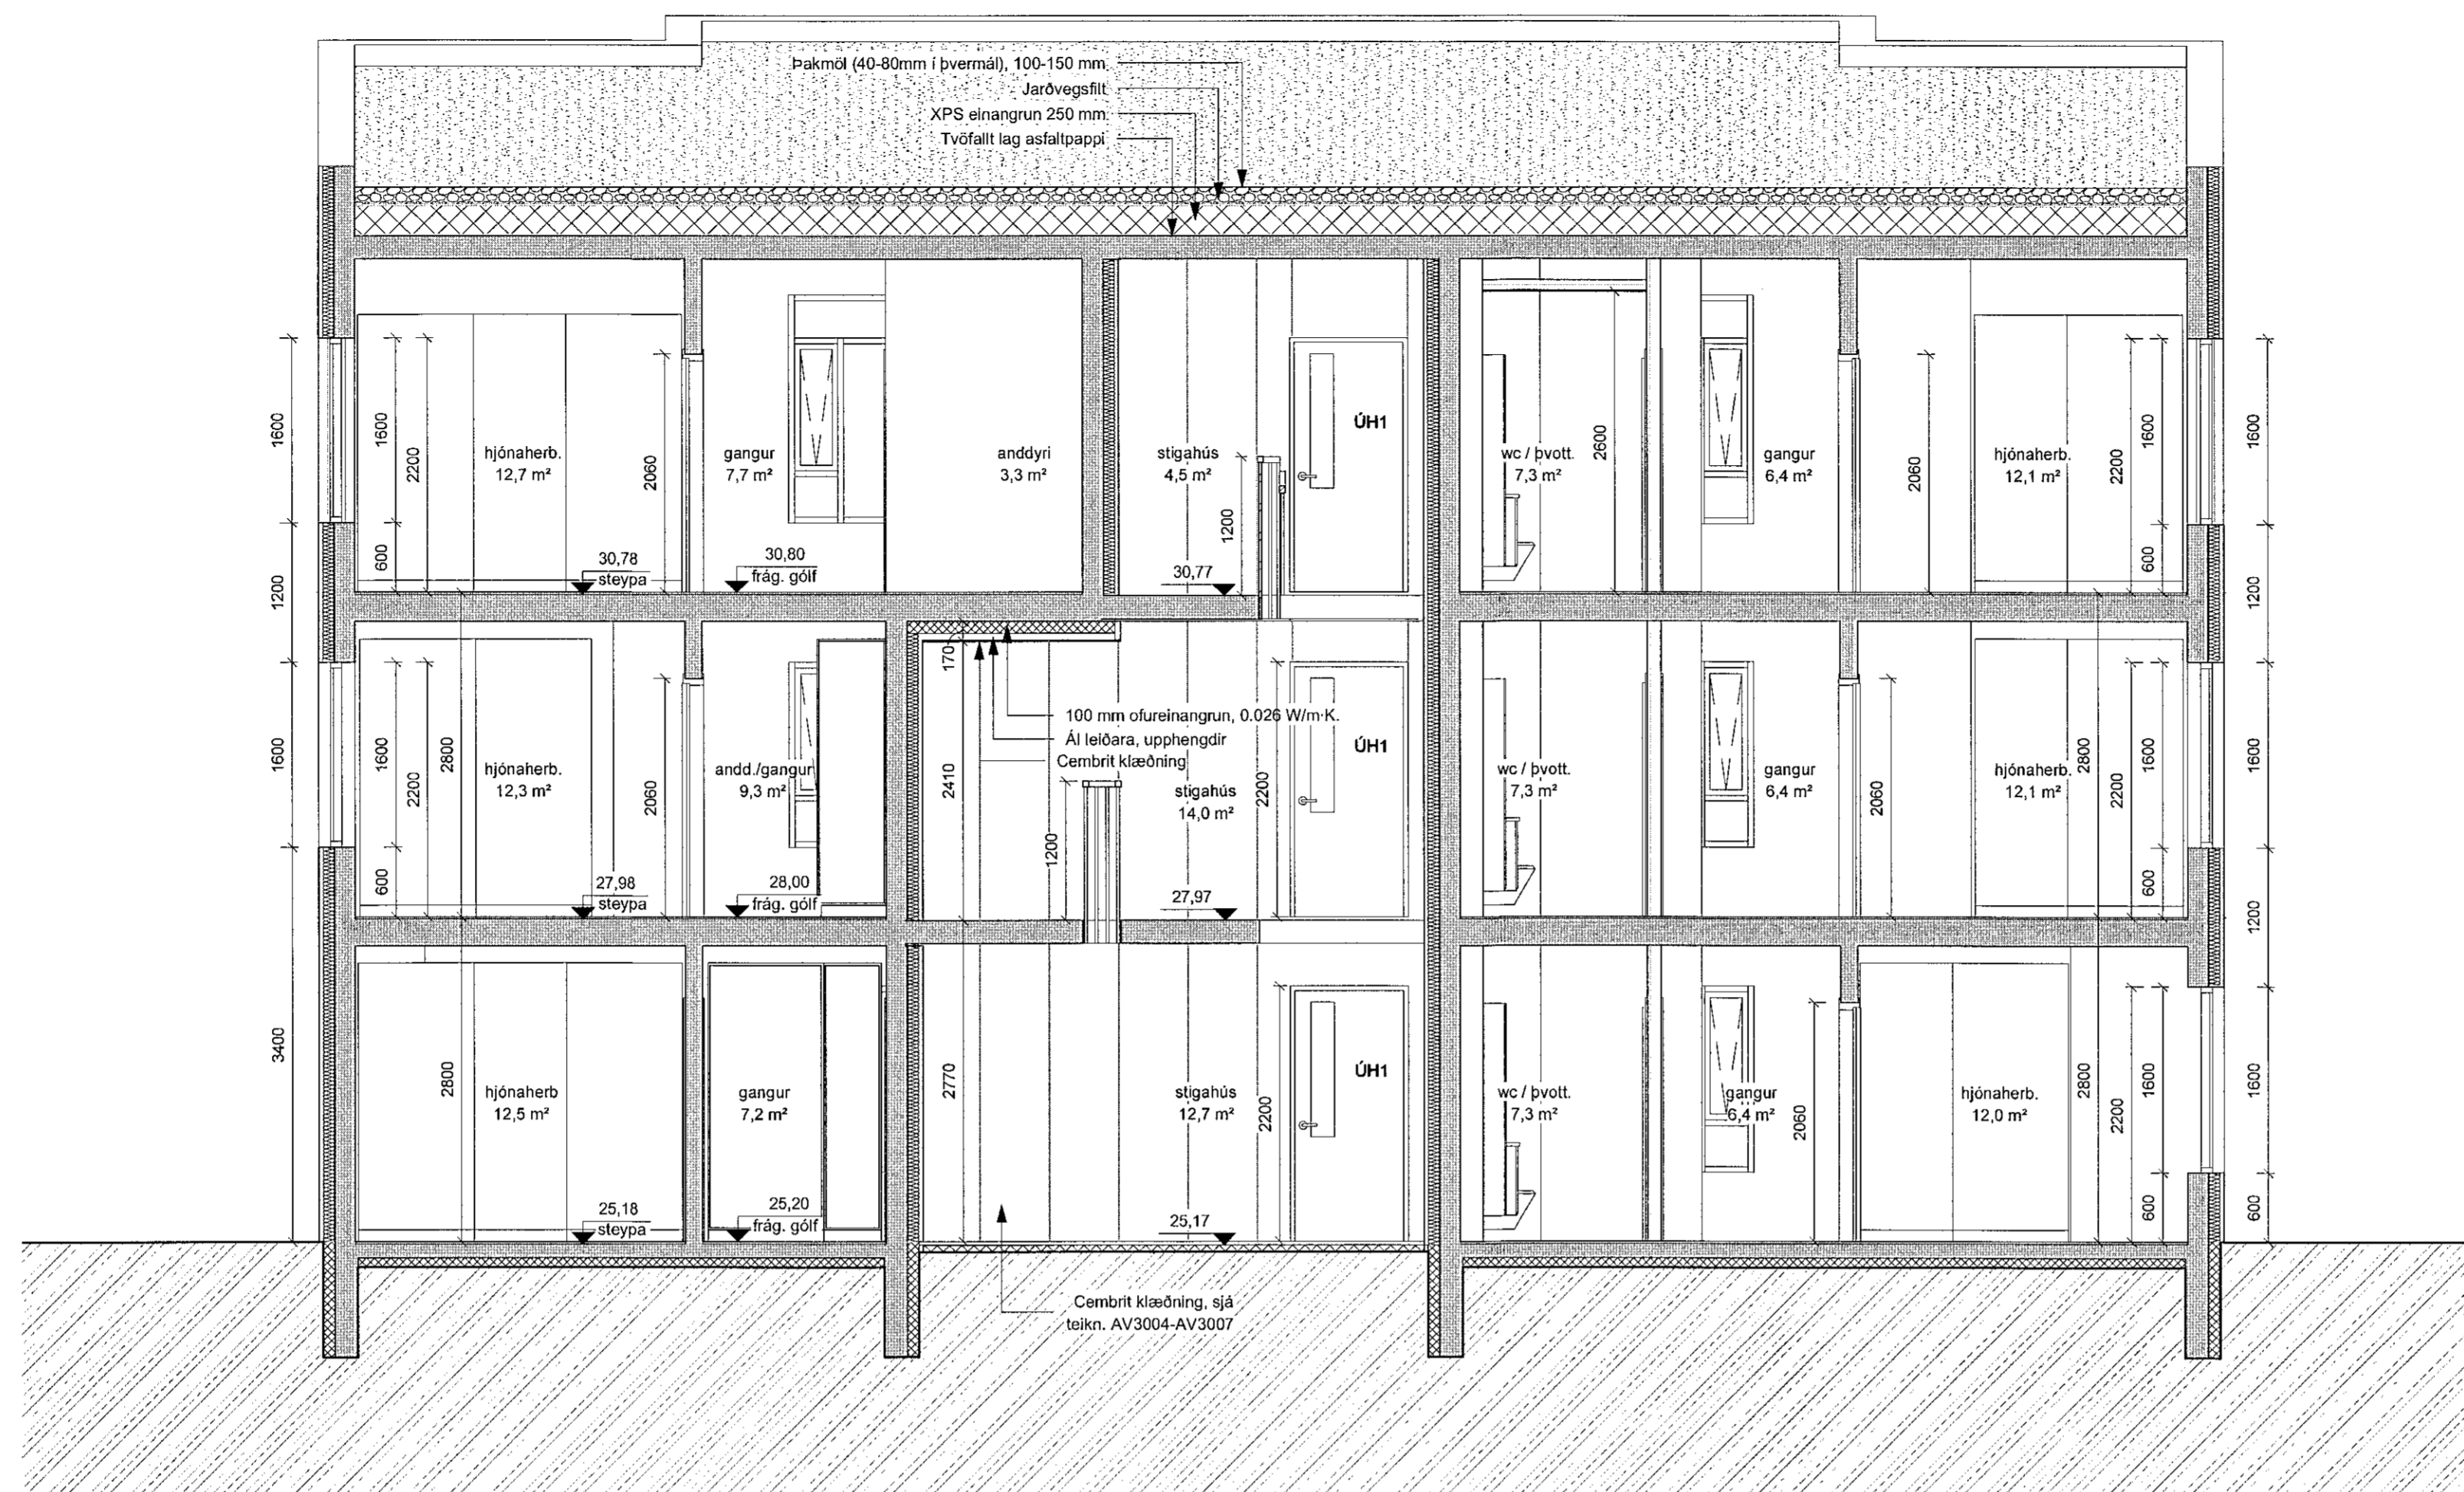 Þakmöl (40-80mm í þvermál), 100-150 mm
Jarðvegsfilt
XPS einangrun 250 mm
Tvöfallt lag asfaltpappi
1600
1200
1600
3400
1600
600
2200
hjónaherb.
12,7 m²
2060
30,78
steypa
gangur
7,7 m²
30,80
frág. gólf
anddyri
3,3 m²
stigahús
4,5 m²
1200
30,77
ÚH1
wc / þvott.
7,3 m²
2600
gangur
6,4 m²
2060
hjónaherb.
12,1 m²
2200
1600
600
1600
1200
1600
1200
1600
600
1600
600
2200
2800
hjónaherb.
12,3 m²
27,98
steypa
2060
andd./gangur
9,3 m²
28,00
frág. gólf
170
2410
100 mm ofureinangrun, 0.026 W/m·K.
Ál leiðara, upphengdir
Cembrit klæðning
1200
stigahús
14,0 m²
2200
27,97
ÚH1
wc / þvott.
7,3 m²
gangur
6,4 m²
2060
hjónaherb.
12,1 m²
2800
2200
1600
600
2800
hjónaherb
12,5 m²
25,18
steypa
gangur
7,2 m²
25,20
frág. gólf
2770
stigahús
12,7 m²
2200
25,17
ÚH1
wc / þvott.
7,3 m²
gangur
6,4 m²
2060
hjónaherb.
12,0 m²
2800
2200
1600
600
Cembrit klæðning, sjá
teikn. AV3004-AV3007